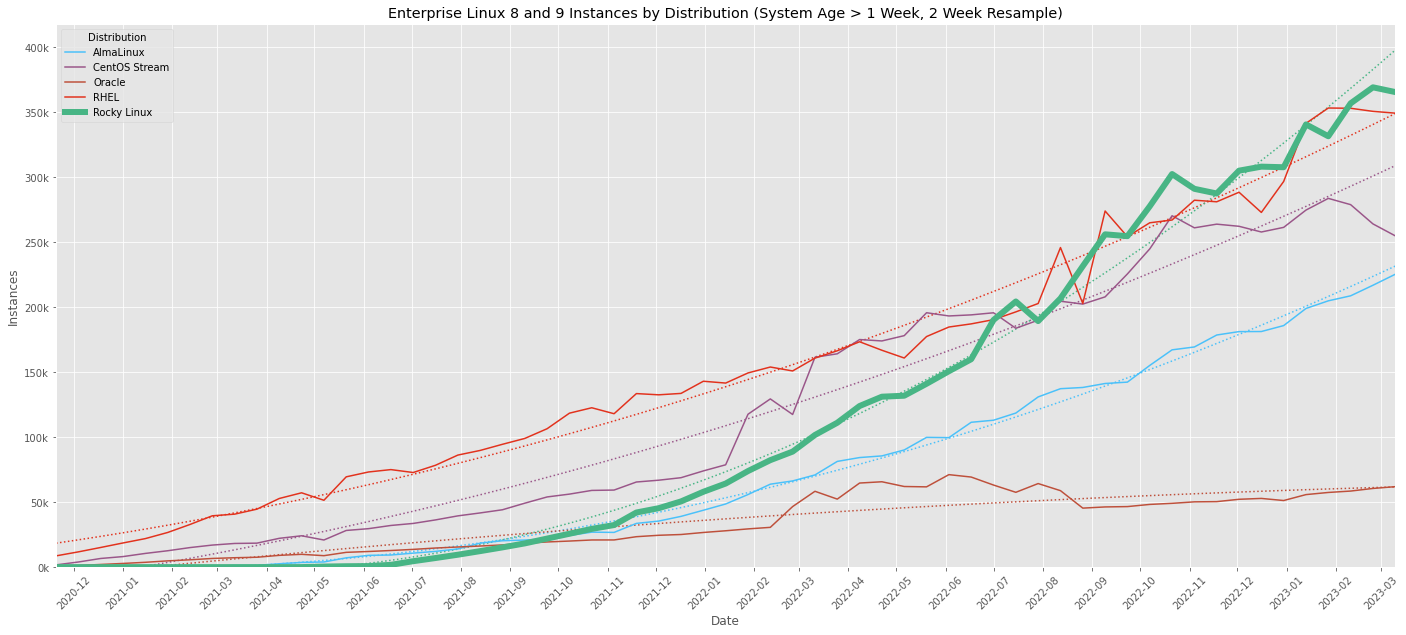 Enterprise Linux 8 and 9 Instances by Distribution (System Age > 1 Week, 2 Week Resample)
Distribution
AlmaLinux
CentOS Stream
Oracle
RHEL
Rocky Linux
400k
350k
300k
250k
200k
150k
100k
50k
0k
Instances
2020-12
2021-01
2021-02
2021-03
2021-04
2021-05
2021-06
2021-07
2021-08
2021-09
2021-10
2021-11
2021-12
2022-01
2022-02
2022-03
2022-04
2022-05
2022-06
2022-07
2022-08
2022-09
2022-10
2022-11
2022-12
2023-01
2023-02
2023-03
Date